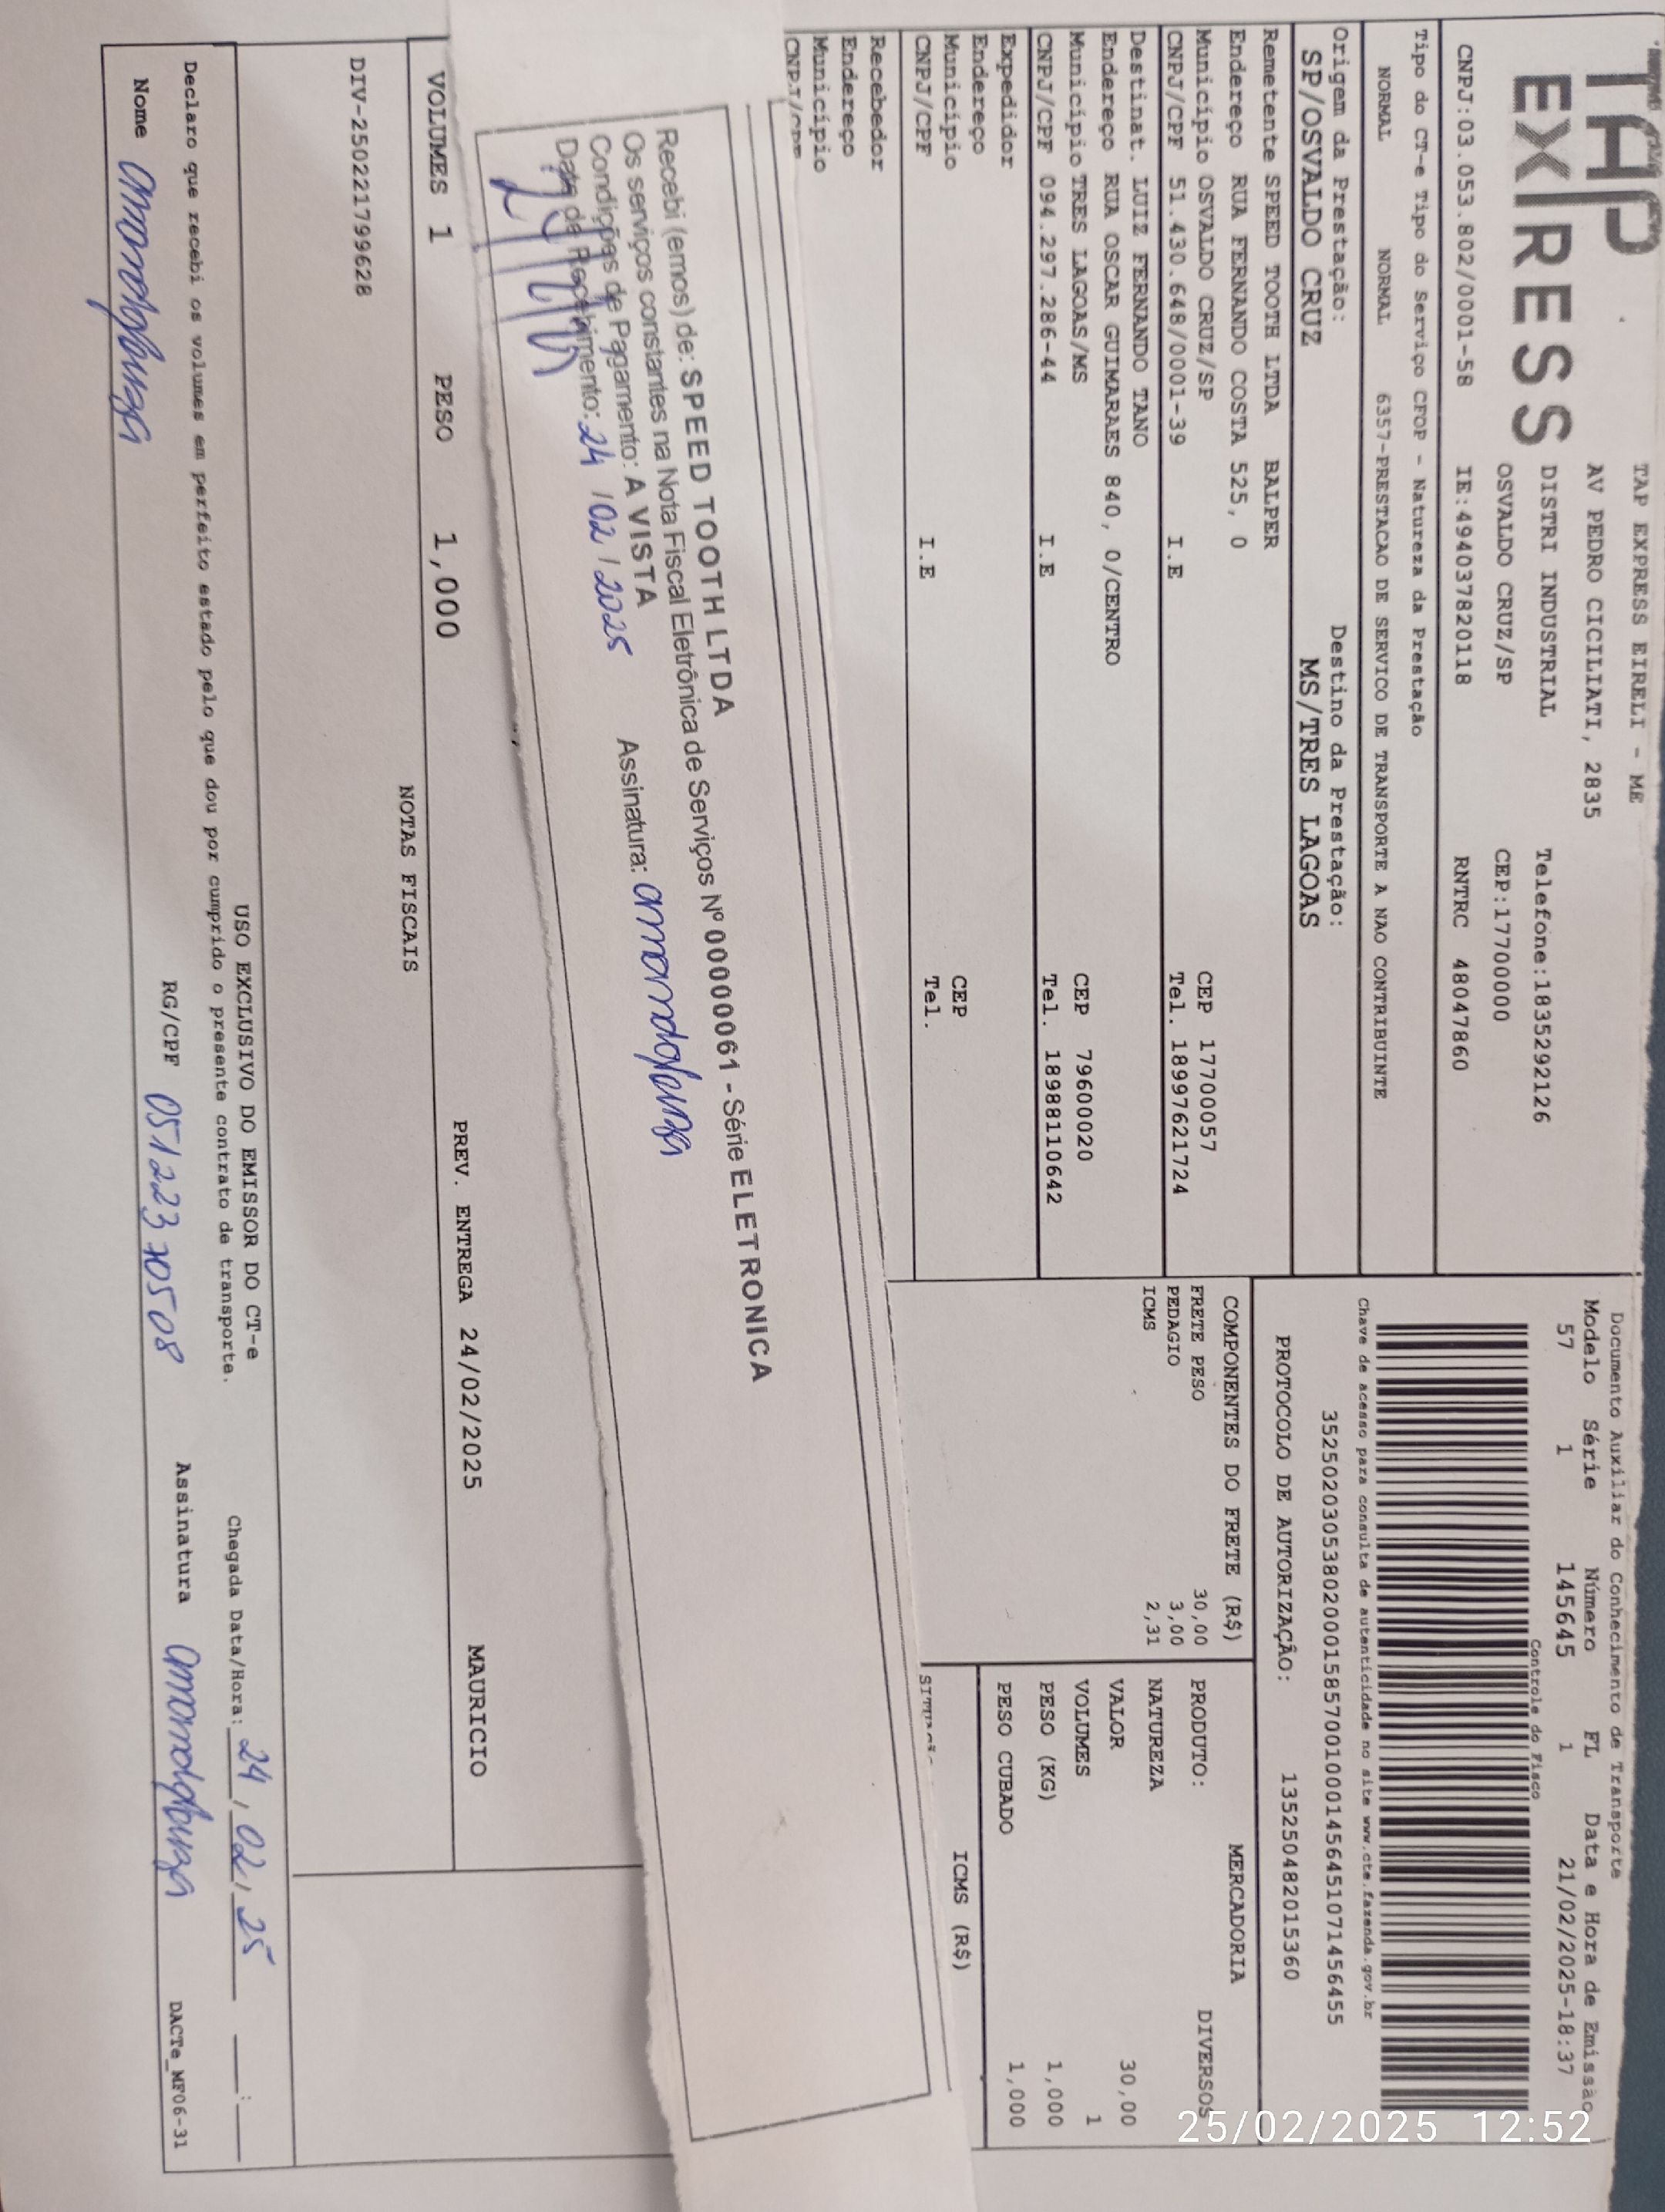 TAP
EXPRESS
TAP EXPRESS EIRELI - ME
AV PEDRO CICILIATI, 2835
DISTRI INDUSTRIAL Telefone:1835292126
OSVALDO CRUZ/SP CEP:17700000
CNPJ:03.053.802/0001-58 IE:494037820118 RNTRC 48047860
Tipo do CT-e Tipo do Serviço CFOP - Natureza da Prestação
NORMAL NORMAL 6357-PRESTACAO DE SERVICO DE TRANSPORTE A NAO CONTRIBUINTE
Origem da Prestação: Destino da Prestação:
SP/OSVALDO CRUZ MS/TRES LAGOAS
Remetente SPEED TOOTH LTDA BALPER
Endereço RUA FERNANDO COSTA 525, 0
Município OSVALDO CRUZ/SP CEP 17700057
CNPJ/CPF 51.430.648/0001-39 I.E Tel. 18997621724
Destinat. LUIZ FERNANDO TANO
Endereço RUA OSCAR GUIMARAES 840, 0/CENTRO
Município TRES LAGOAS/MS CEP 79600020
CNPJ/CPF 094.297.286-44 I.E Tel. 18988110642
Expedidor
Endereço
Município CEP
CNPJ/CPF I.E Tel.
Recebedor
Endereço
Município
CNPJ/CPF
Documento Auxiliar do Conhecimento de Transporte
Modelo Série Número FL Data e Hora de Emissão
57 1 145645 1 21/02/2025-18:37
Controle do Fisco
Chave de acesso para consulta de autenticidade no site www.cte.fazenda.gov.br
35250203053802000158570010001456451071456455
PROTOCOLO DE AUTORIZAÇÃO: 135250482015360
COMPONENTES DO FRETE (R$)
FRETE PESO 30,00
PEDAGIO 3,00
ICMS 2,31
MERCADORIA
PRODUTO: DIVERSOS
NATUREZA
VALOR 30,00
VOLUMES 1
PESO (KG) 1,000
PESO CUBADO 1,000
ICMS (R$)
Recebi (emos) de: SPEED TOOTH LTDA
Os serviços constantes na Nota Fiscal Eletrônica de Serviços Nº 00000061 - Série ELETRONICA
Condições de Pagamento: A VISTA
Data de Recebimento: 24 / 02 / 2025 Assinatura:
VOLUMES 1 PESO 1,000 PREV. ENTREGA 24/02/2025 MAURICIO
NOTAS FISCAIS
DIV-250221799628
USO EXCLUSIVO DO EMISSOR DO CT-e
Declaro que recebi os volumes em perfeito estado pelo que dou por cumprido o presente contrato de transporte.
Chegada Data/Hora: 24 / 02 / 25 :
Nome RG/CPF 05122370508 Assinatura
DACTe_MF06-31
25/02/2025 12:52